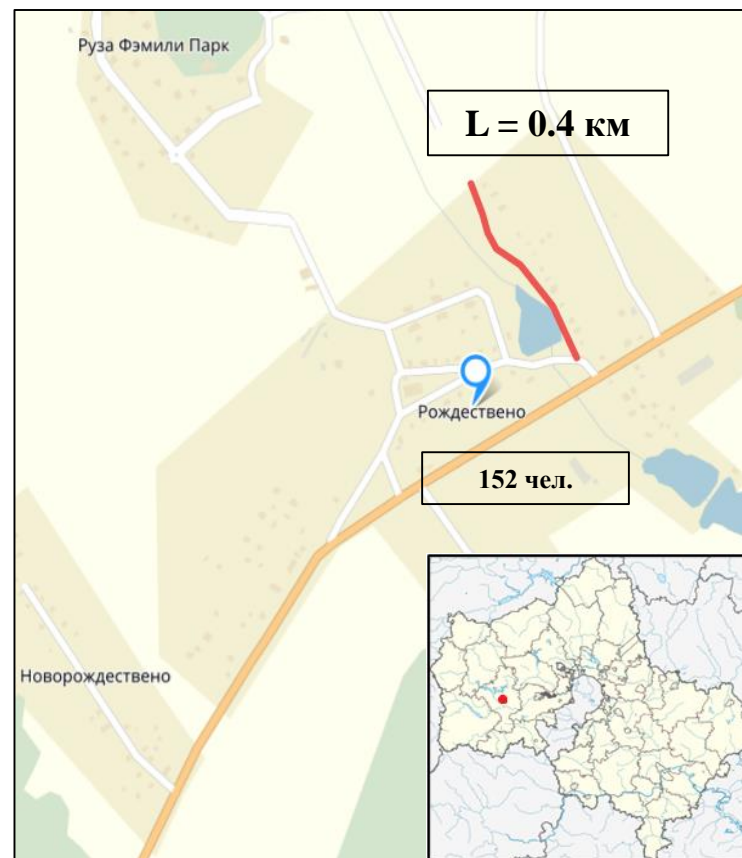 Руза Фэмили Парк
L = 0.4 км
Рождествено
152 чел.
Новорождествено